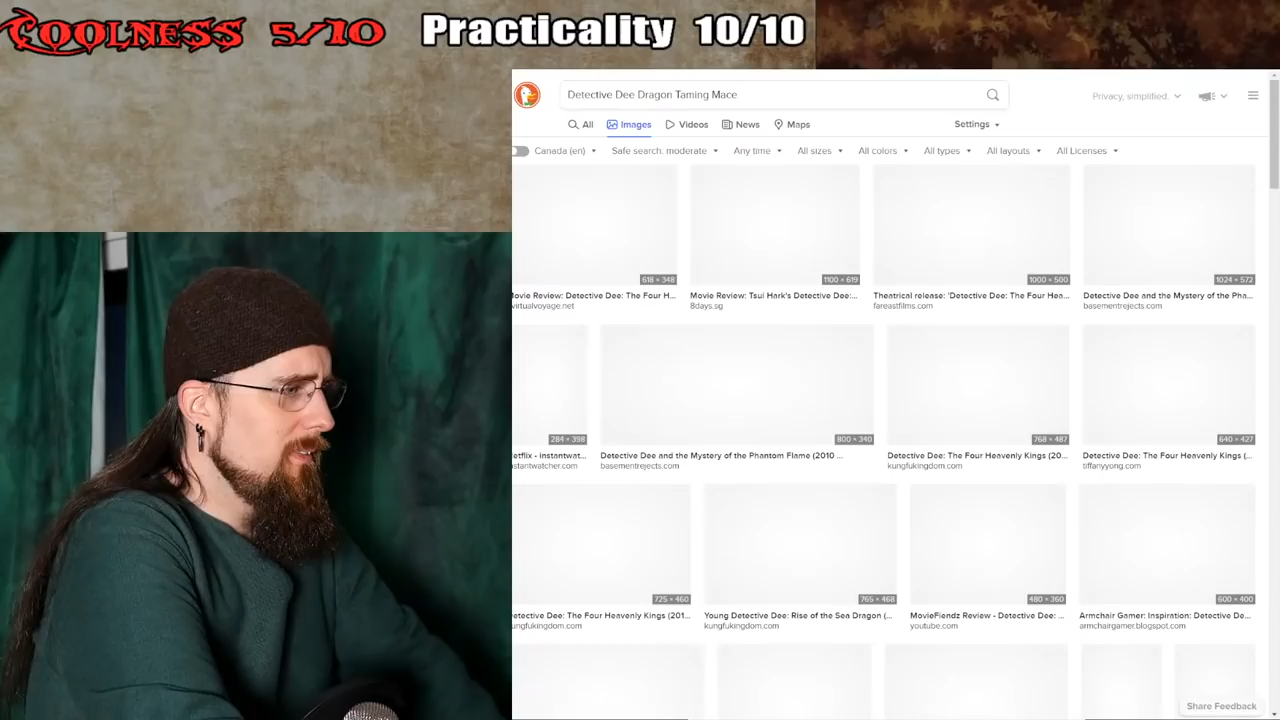 COOLNESS 5/10 Practicality 10/10
Detective Dee Dragon Taming Mace
Privacy, simplified.
All Images Videos News Maps Settings
Canada (en) Safe search: moderate Any time All sizes All colors All types All layouts All Licenses
618 × 348 1100 × 619 1000 × 500 1024 × 572
Movie Review: Detective Dee: The Four H... Movie Review: Tsui Hark's Detective Dee:... Theatrical release: 'Detective Dee: The Four Hea... Detective Dee and the Mystery of the Pha...
virtualvoyage.net 8days.sg fareastfilms.com basementrejects.com
284 × 398 800 × 340 768 × 487 640 × 427
etflix - instantwat... Detective Dee and the Mystery of the Phantom Flame (2010 ... Detective Dee: The Four Heavenly Kings (20... Detective Dee: The Four Heavenly Kings (...
nstantwatcher.com basementrejects.com kungfukingdom.com tiffanyyong.com
725 × 460 765 × 468 480 × 360 600 × 400
etective Dee: The Four Heavenly Kings (201... Young Detective Dee: Rise of the Sea Dragon (... MovieFiendz Review - Detective Dee: ... Armchair Gamer: Inspiration: Detective De...
ungfukingdom.com kungfukingdom.com youtube.com armchairgamer.blogspot.com
Share Feedback